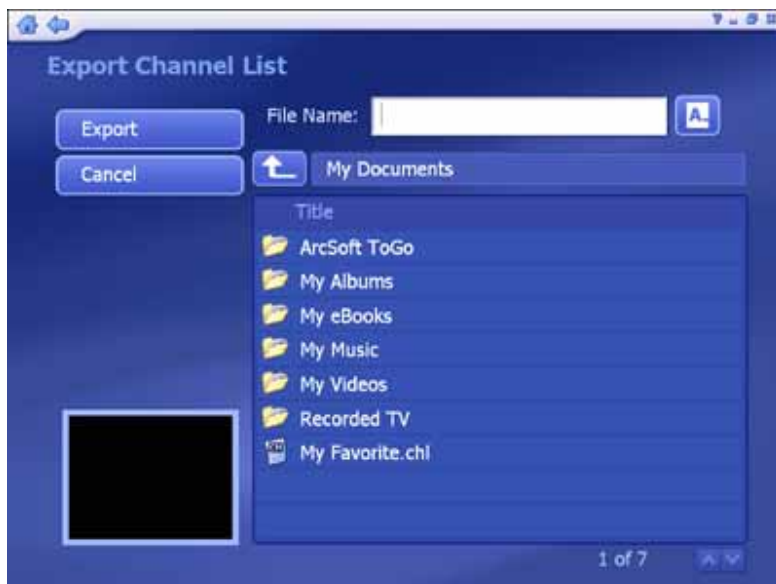 Export Channel List
File Name:
A
Export
Cancel
My Documents
Title
ArcSoft ToGo
My Albums
My eBooks
My Music
My Videos
Recorded TV
My Favorite.chl
1 of 7